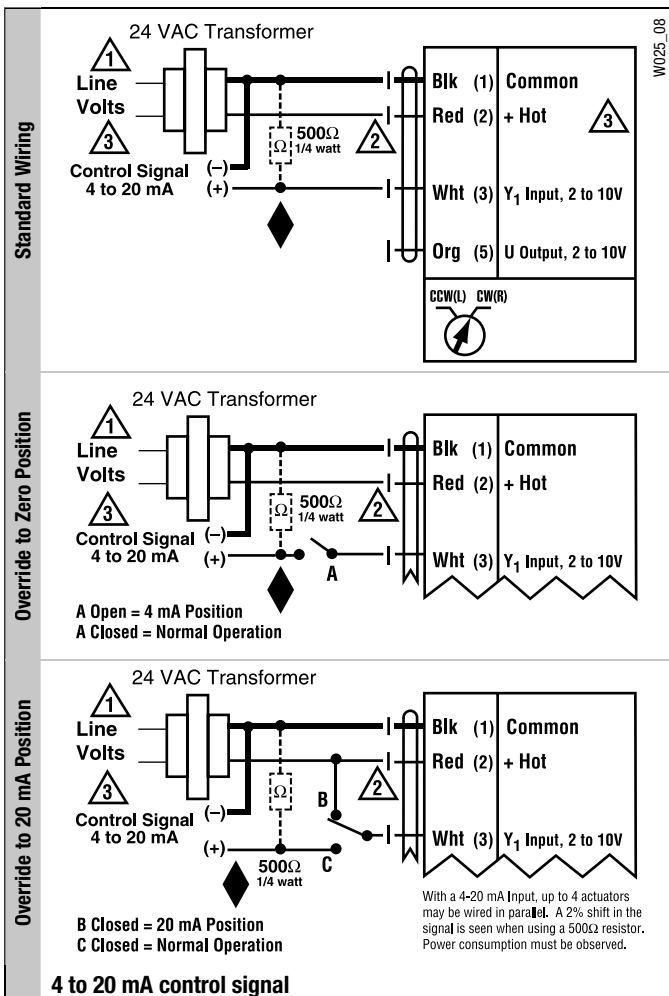 W025_08
Standard Wiring
24 VAC Transformer
1
Line
Volts
3
Control Signal
4 to 20 mA
(–)
(+)
Ω
500Ω
1/4 watt
2
Blk (1) Common
Red (2) + Hot
3
Wht (3) Y1 Input, 2 to 10V
Org (5) U Output, 2 to 10V
CCW(L) CW(R)
Override to Zero Position
24 VAC Transformer
1
Line
Volts
3
Control Signal
4 to 20 mA
(–)
(+)
Ω
500Ω
1/4 watt
2
A
Blk (1) Common
Red (2) + Hot
Wht (3) Y1 Input, 2 to 10V
A Open = 4 mA Position
A Closed = Normal Operation
Override to 20 mA Position
24 VAC Transformer
1
Line
Volts
3
Control Signal
4 to 20 mA
(–)
(+)
Ω
500Ω
1/4 watt
2
B
C
Blk (1) Common
Red (2) + Hot
Wht (3) Y1 Input, 2 to 10V
B Closed = 20 mA Position
C Closed = Normal Operation
With a 4-20 mA Input, up to 4 actuators
may be wired in parallel. A 2% shift in the
signal is seen when using a 500Ω resistor.
Power consumption must be observed.
4 to 20 mA control signal